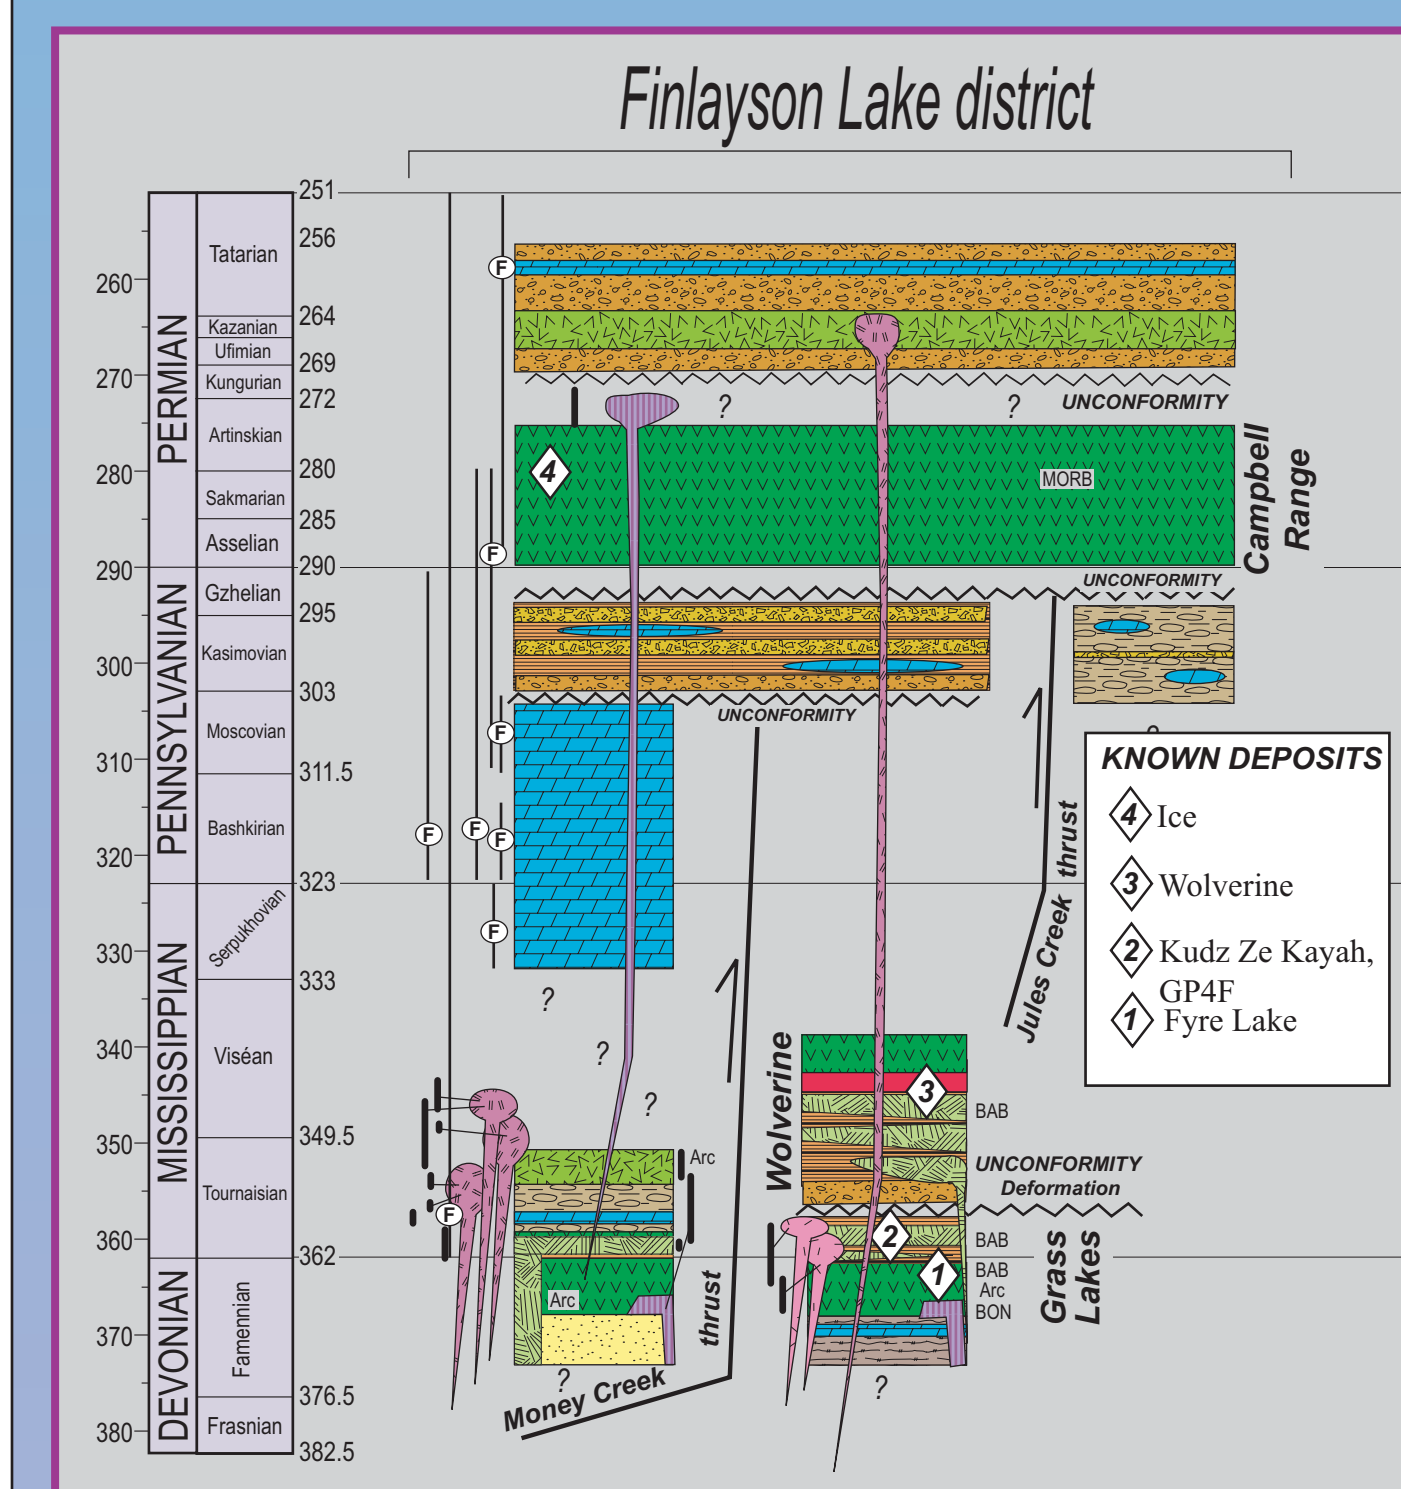 Finlayson Lake district
251
256
264
269
272
280
285
290
295
303
311.5
323
333
349.5
362
376.5
382.5
260
270
280
290
300
310
320
330
340
350
360
370
380
PERMIAN
PENNSYLVANIAN
MISSISSIPPIAN
DEVONIAN
Tatarian
Kazanian
Ufimian
Kungurian
Artinskian
Sakmarian
Asselian
Gzhelian
Kasimovian
Moscovian
Bashkirian
Serpukhovian
Viséan
Tournaisian
Famennian
Frasnian
F
F
F
F
F
F
F
F
? ?
UNCONFORMITY
4
MORB
Campbell
Range
UNCONFORMITY
UNCONFORMITY
?
?
?
?
Arc
Arc
?
Money Creek
thrust
Jules Creek
thrust
?
KNOWN DEPOSITS
4 Ice
3 Wolverine
2 Kudz Ze Kayah,
GP4F
1 Fyre Lake
Wolverine
3
BAB
UNCONFORMITY
Deformation
2
BAB
1
BAB
Arc
BON
Grass
Lakes
?